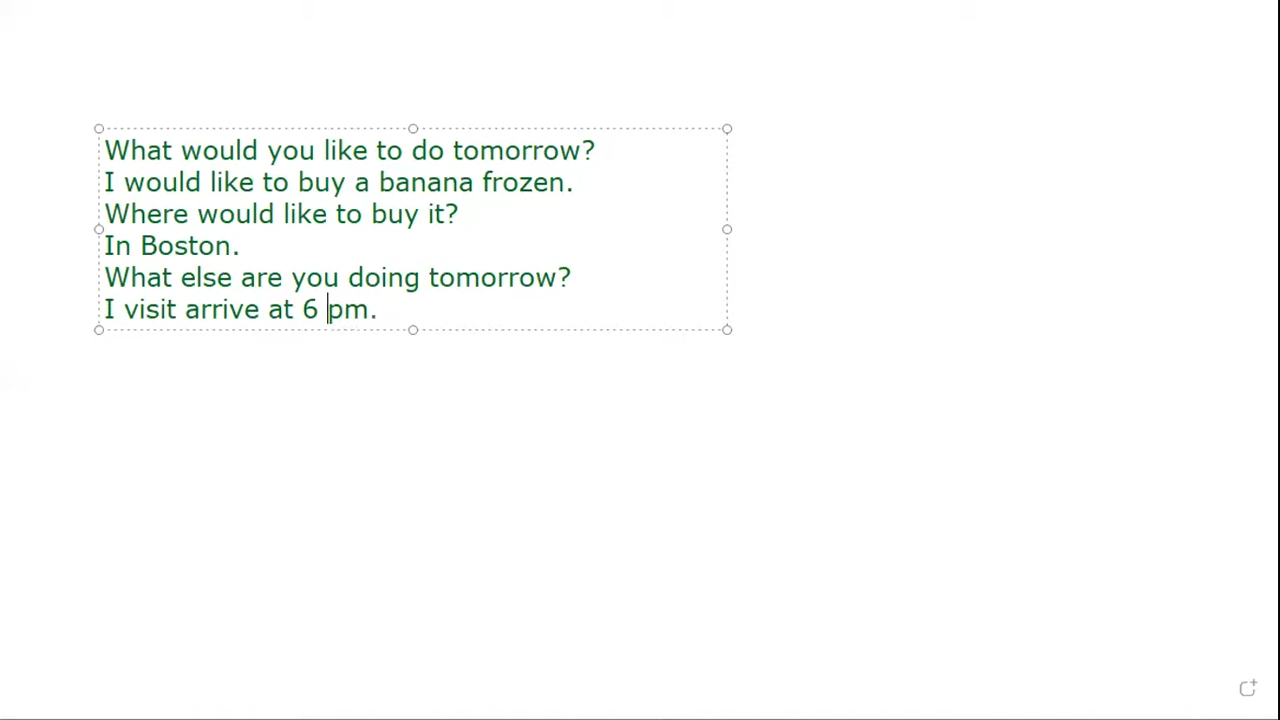 What would you like to do tomorrow?
I would like to buy a banana frozen.
Where would like to buy it?
In Boston.
What else are you doing tomorrow?
I visit arrive at 6 pm.